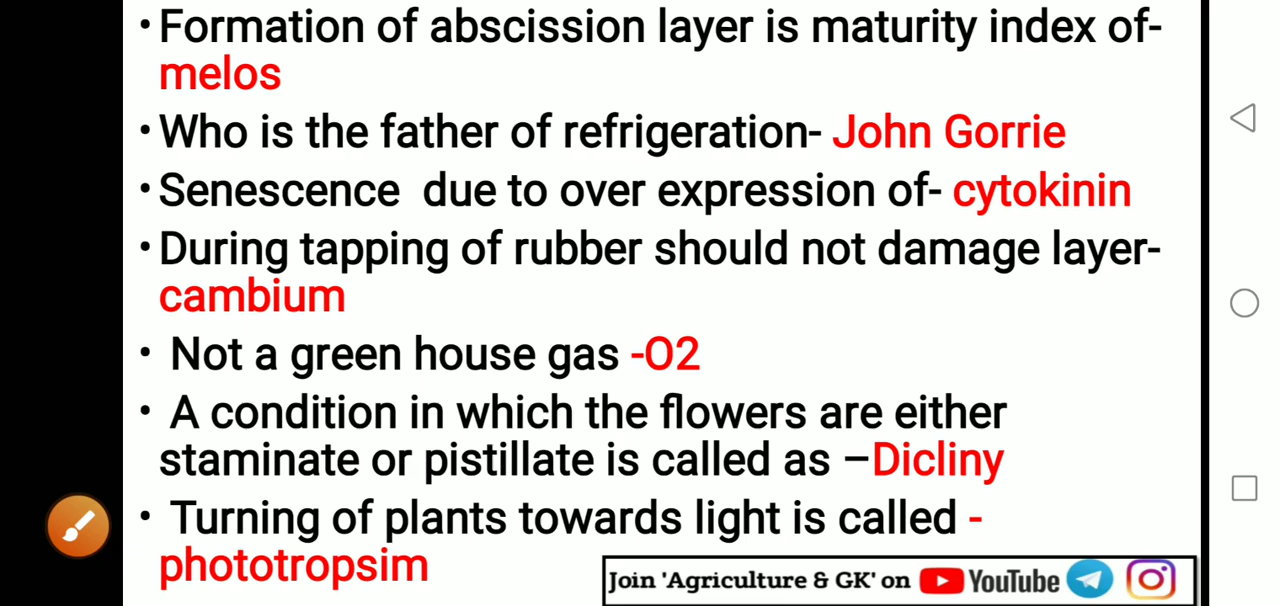 •Formation of abscission layer is maturity index of-
melos
•Who is the father of refrigeration- John Gorrie
•Senescence due to over expression of- cytokinin
•During tapping of rubber should not damage layer-
cambium
• Not a green house gas -O2
• A condition in which the flowers are either
staminate or pistillate is called as –Dicliny
• Turning of plants towards light is called -
phototropsim
Join 'Agriculture & GK' on YouTube